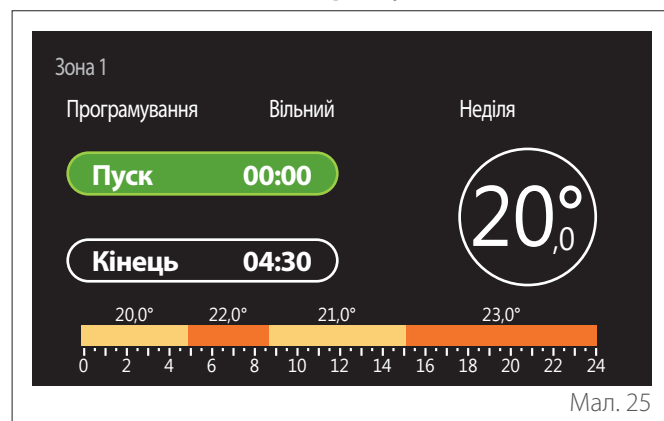 Зона 1
Програмування Вільний Неділя
Пуск 00:00
20,0°
Кінець 04:30
20,0° 22,0° 21,0° 23,0°
0 2 4 6 8 10 12 14 16 18 20 22 24
Мал. 25